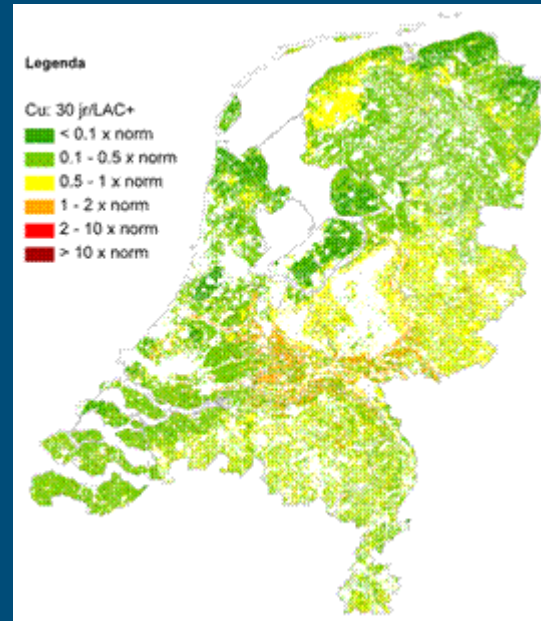 Legenda
Cu: 30 jr/LAC+
< 0.1 x norm
0.1 - 0.5x norm
0.5 - 1 x norm
1 - 2 x norm
2 - 10 x norm
> 10 x norm